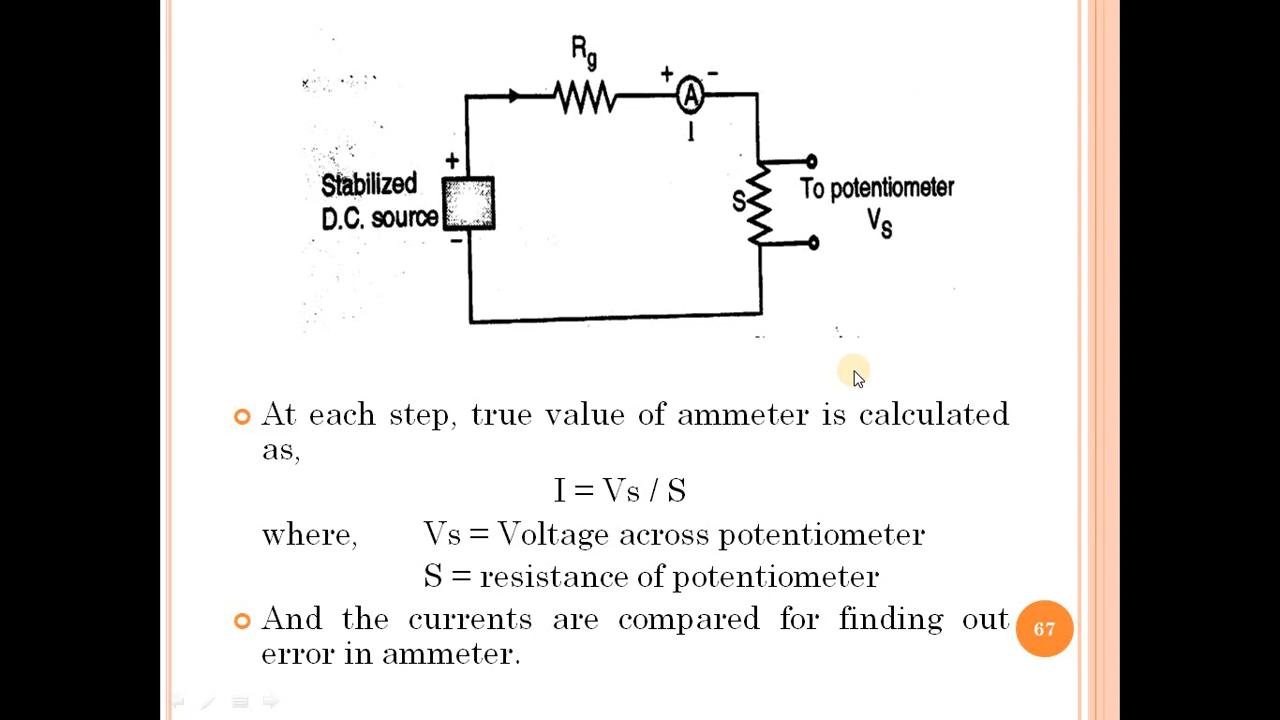 Rg
+ A -
I
+
Stabilized
D.C. source
-
S
To potentiometer
VS
At each step, true value of ammeter is calculated
as,
I = Vs / S
where, Vs = Voltage across potentiometer
S = resistance of potentiometer
And the currents are compared for finding out
error in ammeter.
67